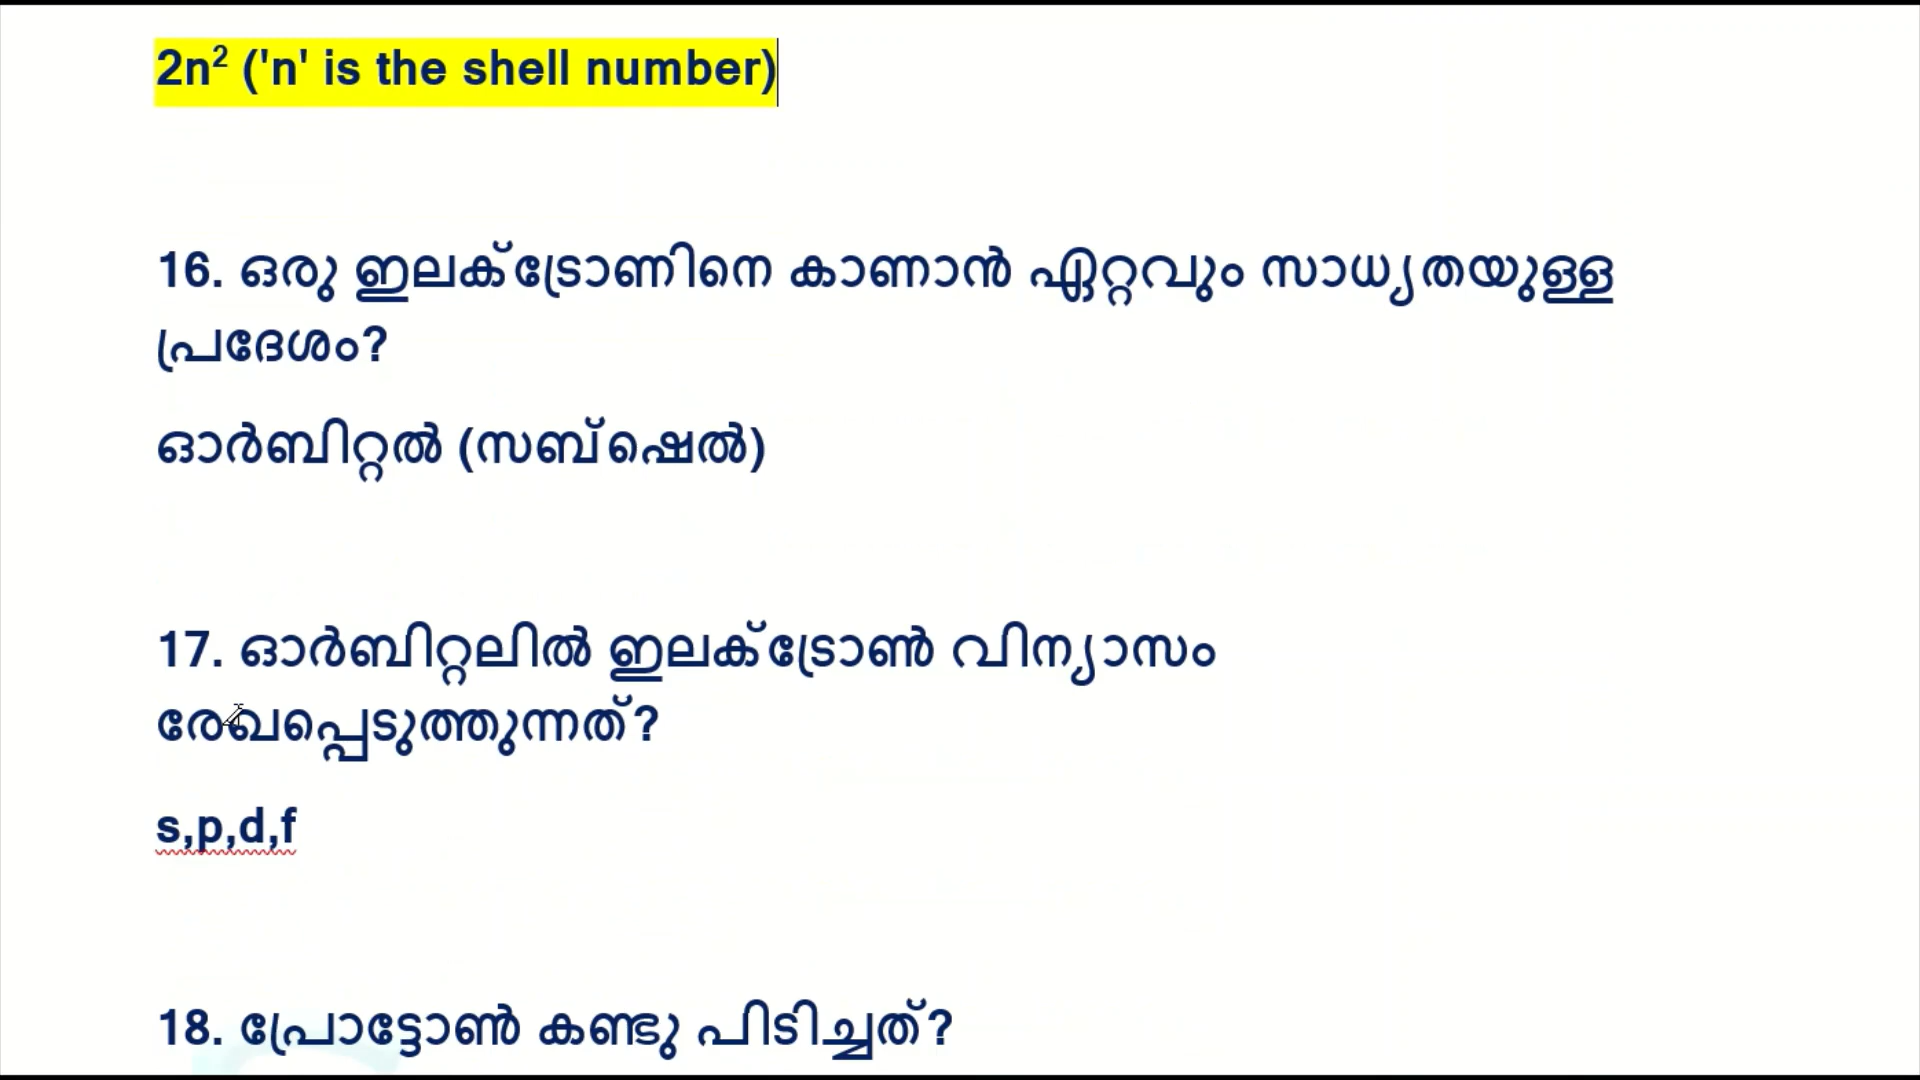 2n² ('n' is the shell number)
16. ഒരു ഇലക്ട്രോണിനെ കാണാൻ ഏറ്റവും സാധ്യതയുള്ള
പ്രദേശം?
ഓർബിറ്റൽ (സബ്ഷെൽ)
17. ഓർബിറ്റലിൽ ഇലക്ട്രോൺ വിന്യാസം
രേഖപ്പെടുത്തുന്നത്?
s,p,d,f
18. പ്രോട്ടോൺ കണ്ടു പിടിച്ചത്?